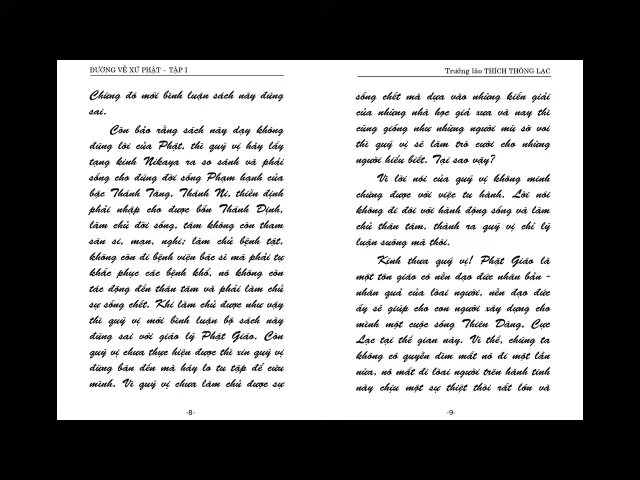 ĐƯỜNG VỀ XỨ PHẬT – TẬP I
Chừng đó mới bình luận sách này đúng
sai.
Còn bảo rằng sách này dạy không
đúng lời của Phật, thì quý vị hãy lấy
tạng kinh Nikaya ra so sánh và phải
sống cho đúng đời sống Phạm hạnh của
bậc Thánh Tăng, Thánh Ni, thiền định
phải nhập cho được bốn Thánh Định,
làm chủ đời sống, tâm không còn tham
sân si, mạn, nghi; làm chủ bệnh tật,
không còn đi bệnh viện bác sĩ mà phải tự
khắc phục các bệnh khổ, nó không còn
tác động đến thân tâm và phải làm chủ
sự sống chết. Khi làm chủ được như vậy
thì quý vị mới bình luận bộ sách này
đúng sai với giáo lý Phật Giáo. Còn
quý vị chưa thực hiện được thì xin quý vị
đừng bàn đến mà hãy lo tu tập để cứu
mình. Vì quý vị chưa làm chủ được sự
-8-
Trưởng lão THÍCH THÔNG LẠC
sống chết mà dựa vào những kiến giải
của những nhà học giả xưa và nay thì
cũng giống như những người mù sờ voi
thì quý vị sẽ làm trò cười cho những
người hiểu biết. Tại sao vậy?
Vì lời nói của quý vị không minh
chứng được với việc tu hành. Lời nói
không đi đôi với hành động sống và làm
chủ thân tâm, thành ra quý vị chỉ lý
luận suông mà thôi.
Kính thưa quý vị! Phật Giáo là
một tôn giáo có nền đạo đức nhân bản -
nhân quả của loài người, nền đạo đức
ấy sẽ giúp cho con người xây dựng cho
mình một cuộc sống Thiên Đàng, Cực
Lạc tại thế gian này. Vì thế, chúng ta
không có quyền dìm mất nó đi một lần
nữa, nó mất đi loài người trên hành tinh
này chịu một sự thiệt thòi rất lớn và
-9-